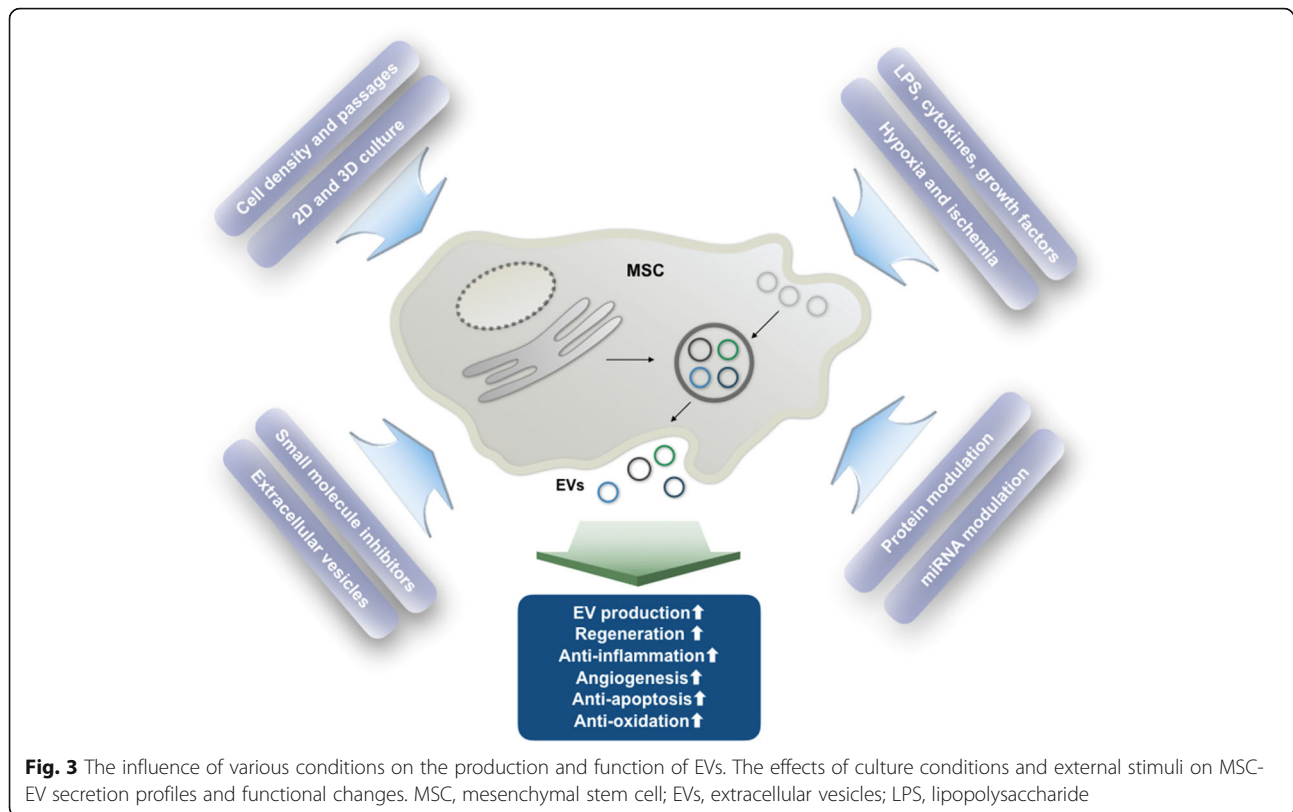 Cell density and passages
2D and 3D culture
LPS, cytokines, growth factors
Hypoxia and ischemia
MSC
EVs
Small molecule inhibitors
Extracellular vesicles
Protein modulation
miRNA modulation
EV production⬆
Regeneration ⬆
Anti-inflammation⬆
Angiogenesis⬆
Anti-apoptosis⬆
Anti-oxidation⬆
Fig. 3 The influence of various conditions on the production and function of EVs. The effects of culture conditions and external stimuli on MSC-
EV secretion profiles and functional changes. MSC, mesenchymal stem cell; EVs, extracellular vesicles; LPS, lipopolysaccharide